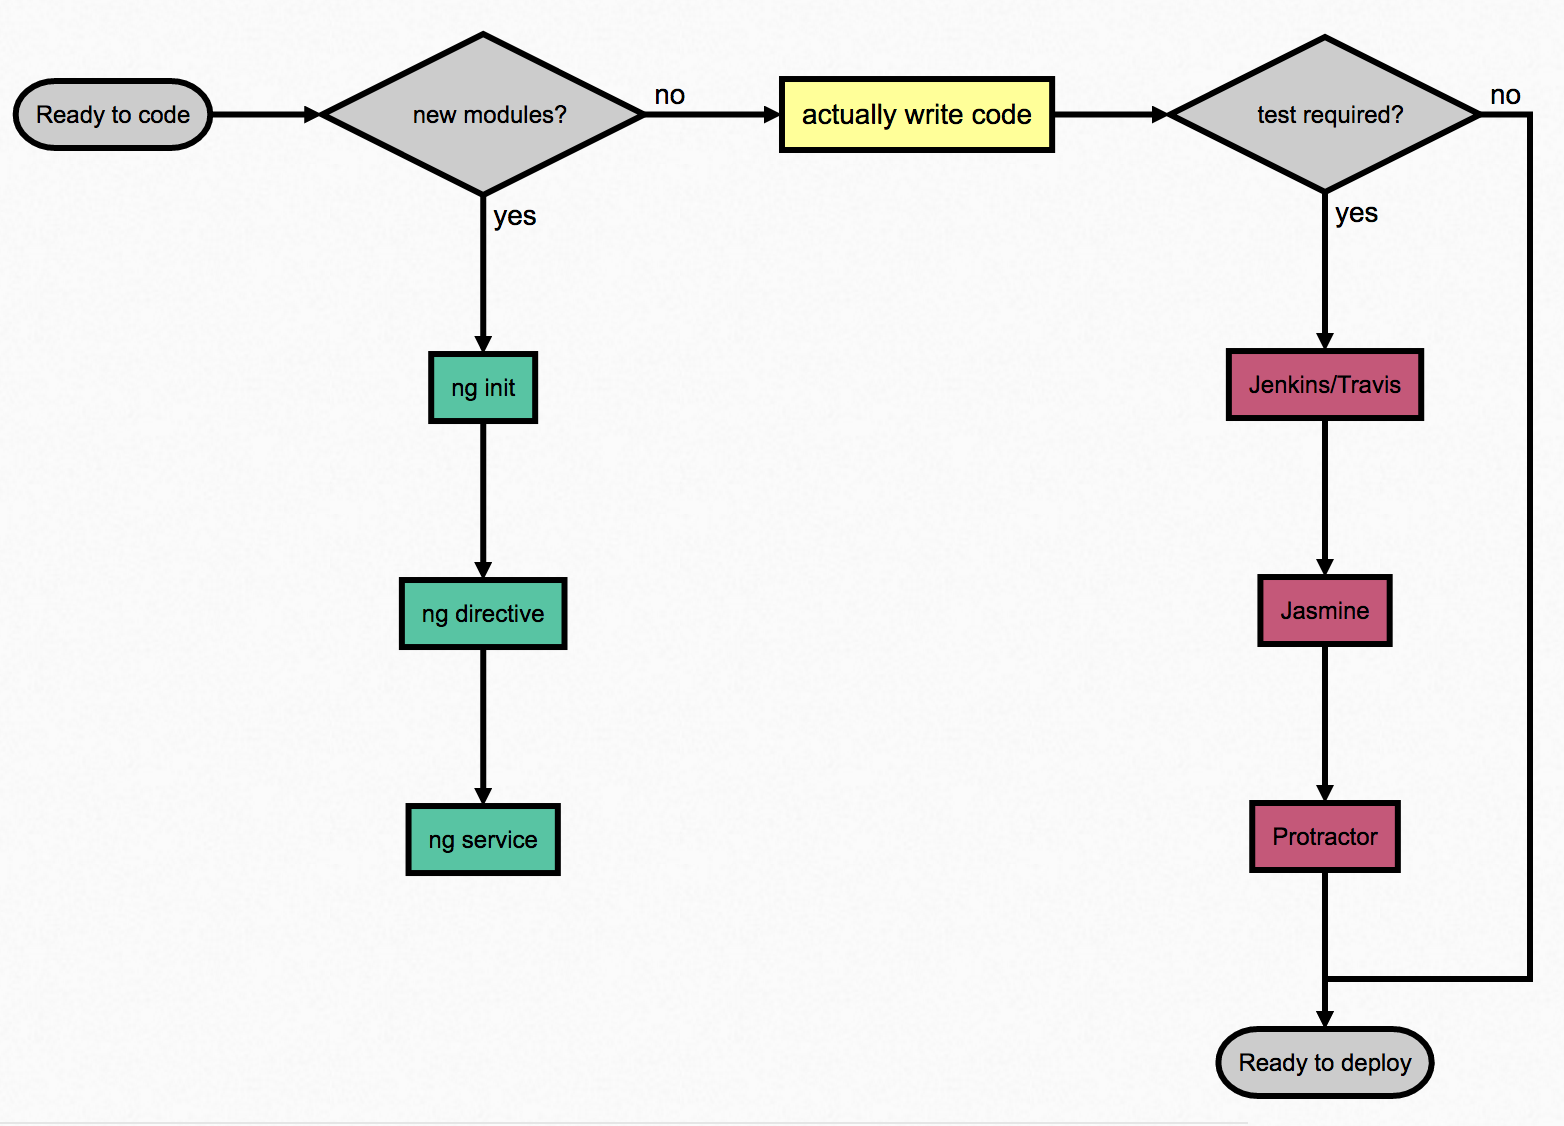 Ready to code
new modules?
no
actually write code
test required?
no
yes
yes
ng init
Jenkins/Travis
ng directive
Jasmine
ng service
Protractor
Ready to deploy